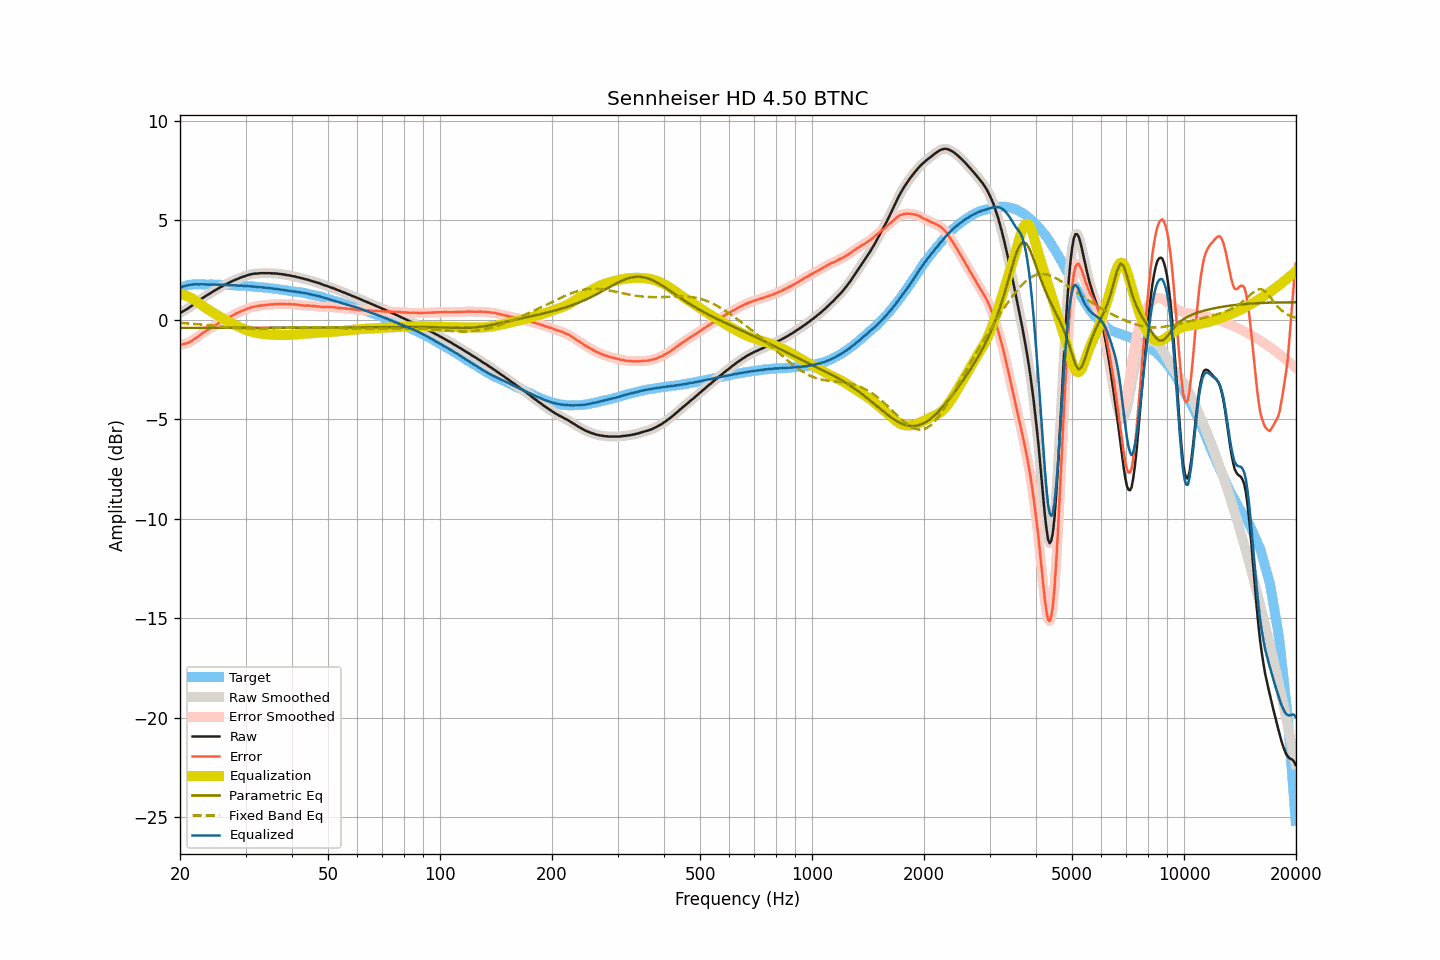 Sennheiser HD 4.50 BTNC
10
5
0
−5
−10
−15
−20
−25
Amplitude (dBr)
Target
Raw Smoothed
Error Smoothed
Raw
Error
Equalization
Parametric Eq
Fixed Band Eq
Equalized
20 50 100 200 500 1000 2000 5000 10000 20000
Frequency (Hz)